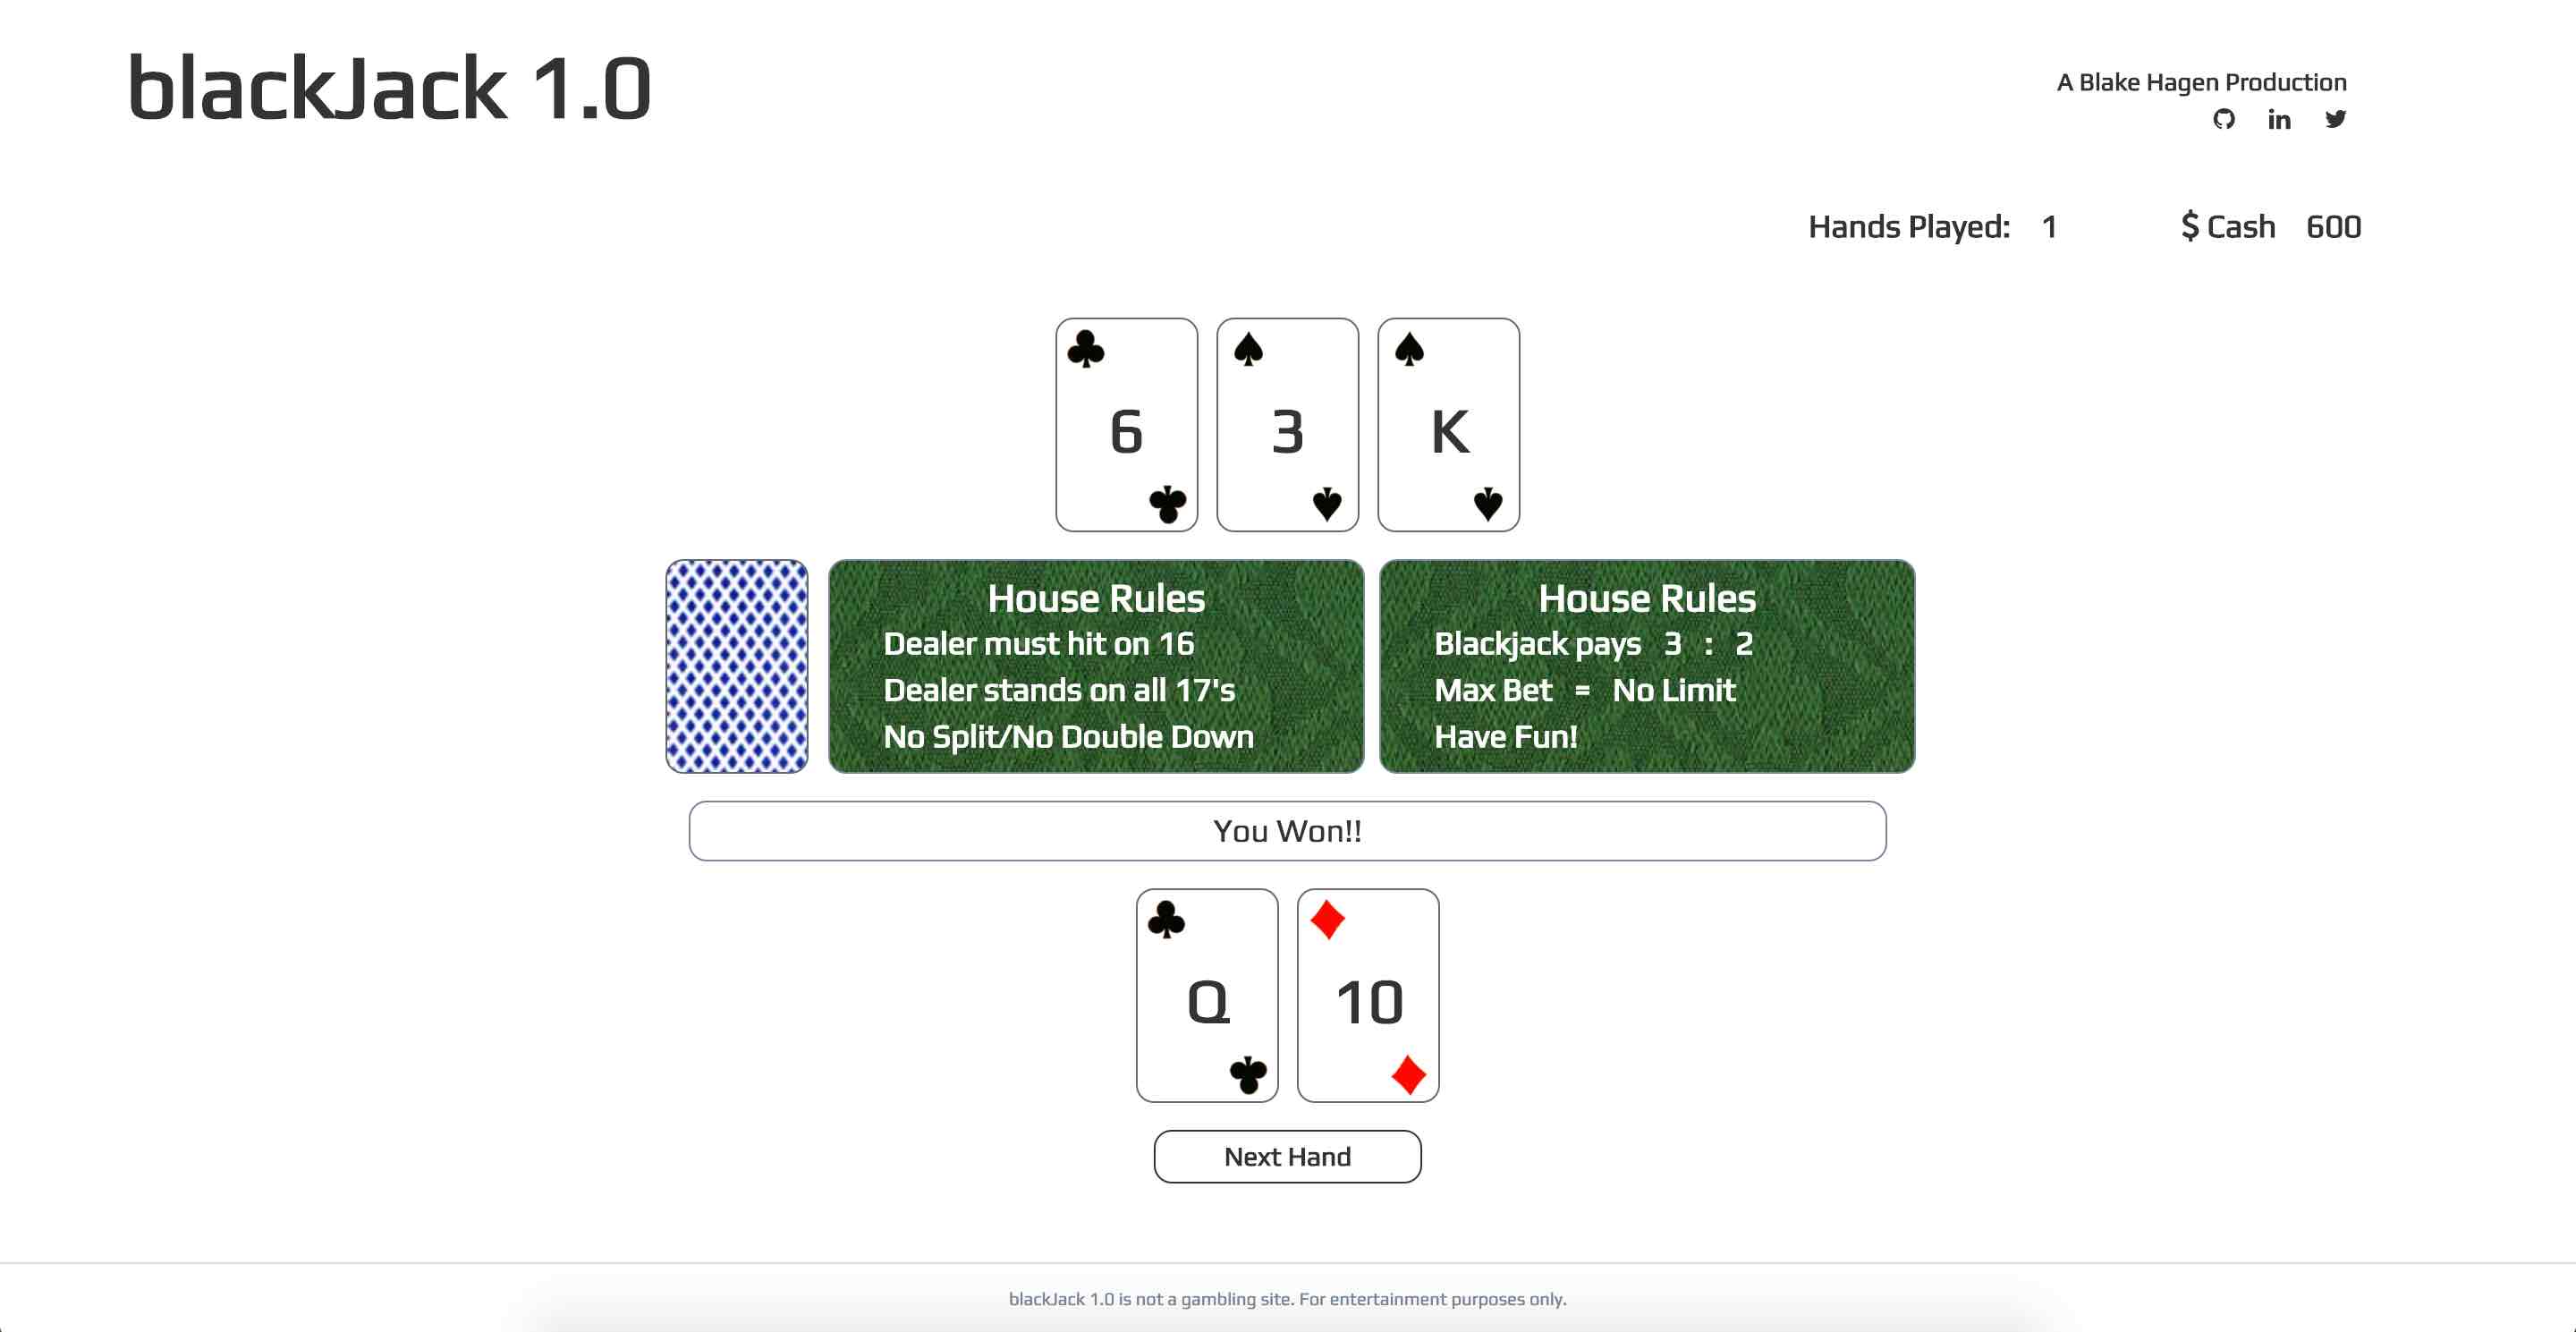 blackJack 1.0
A Blake Hagen Production
Hands Played: 1 $ Cash 600
6 3 K
House Rules
Dealer must hit on 16
Dealer stands on all 17's
No Split/No Double Down
House Rules
Blackjack pays 3 : 2
Max Bet = No Limit
Have Fun!
You Won!!
Q 10
Next Hand
blackJack 1.0 is not a gambling site. For entertainment purposes only.